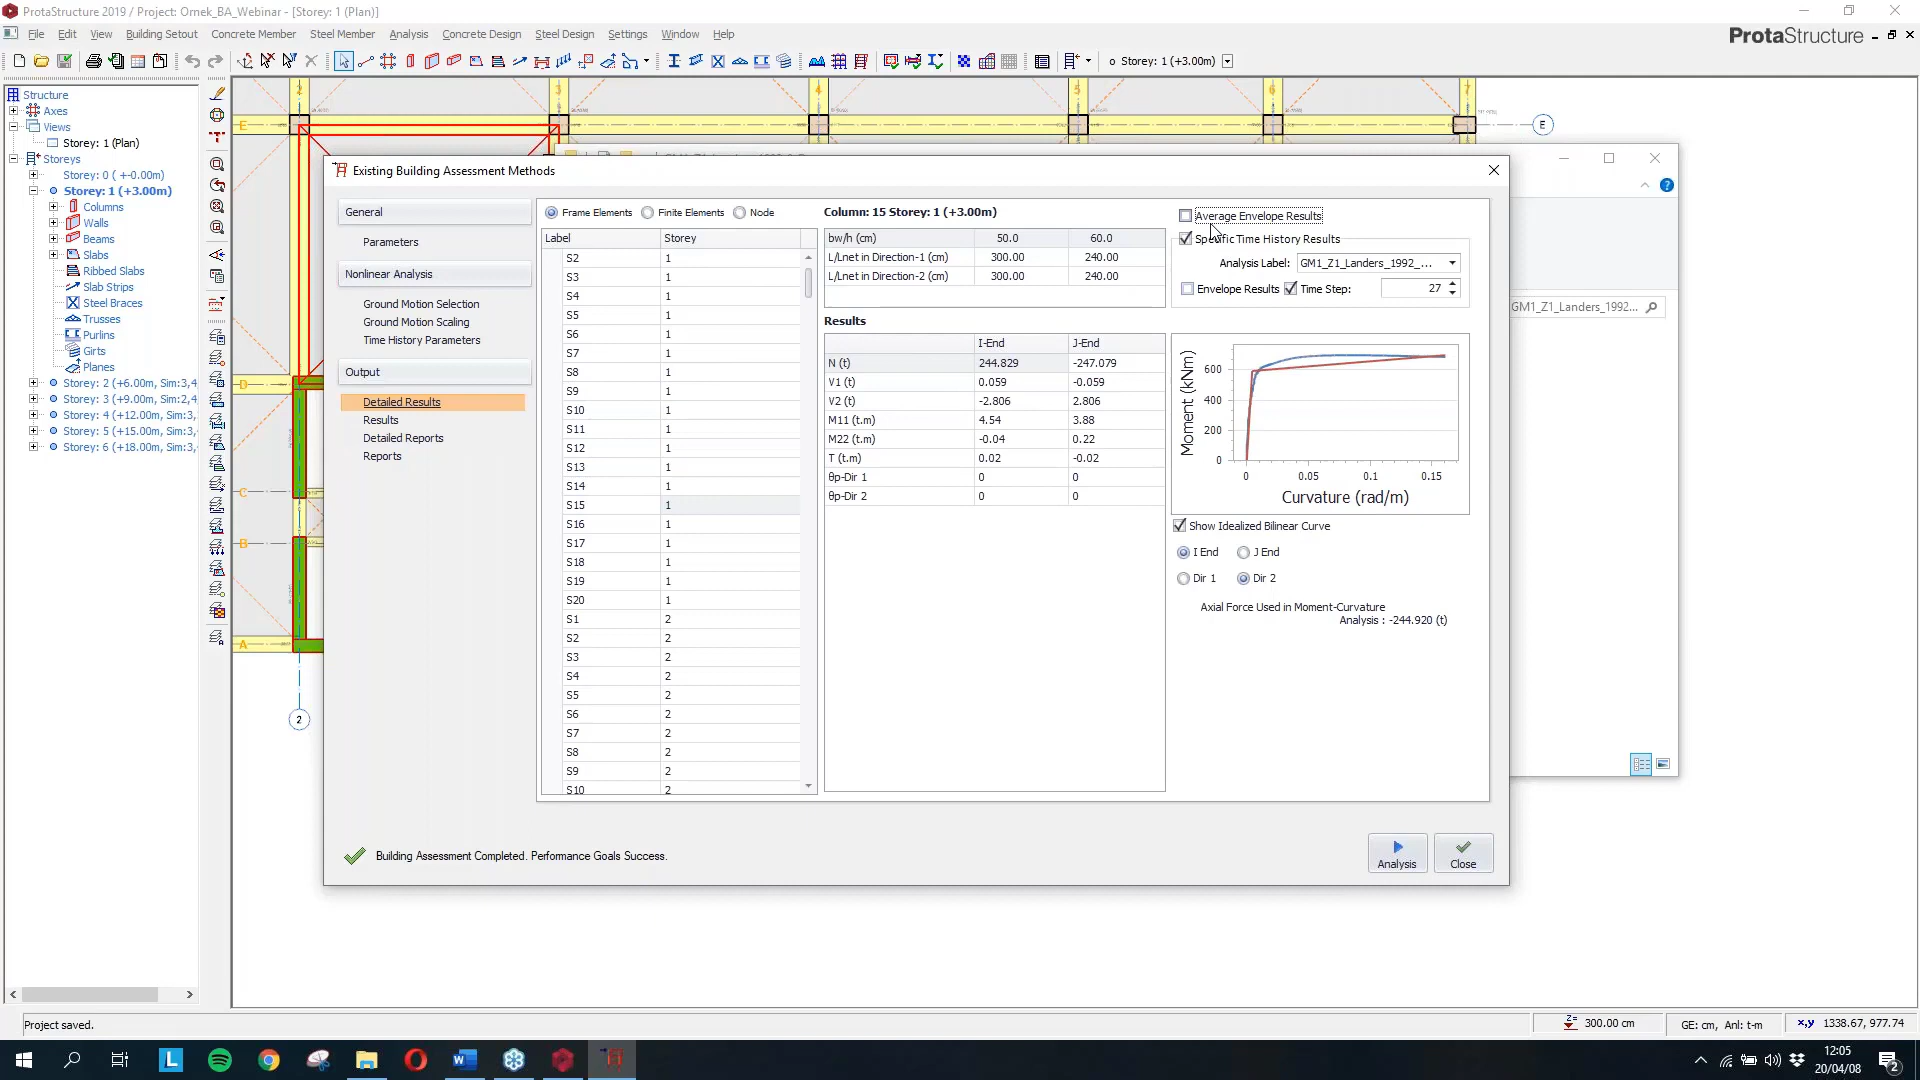 ProtaStructure 2019 / Project: Ornek_BA_Webinar - [Storey: 1 (Plan)]
File Edit View Building Setout Concrete Member Steel Member Analysis Concrete Design Steel Design Settings Window Help
ProtaStructure
Storey: 1 (+3.00m)
Structure
Axes
Views
Storey: 1 (Plan)
Storeys
Storey: 0 ( +-0.00m)
Storey: 1 (+3.00m)
Columns
Walls
Beams
Slabs
Ribbed Slabs
Slab Strips
Steel Braces
Trusses
Purlins
Girts
Planes
Storey: 2 (+6.00m, Sim:3,4
Storey: 3 (+9.00m, Sim:2,4
Storey: 4 (+12.00m, Sim:3,
Storey: 5 (+15.00m, Sim:3,
Storey: 6 (+18.00m, Sim:3,
2 3 4 5 6 7
E E
D
C
B
A
2
Existing Building Assessment Methods
General
Parameters
Nonlinear Analysis
Ground Motion Selection
Ground Motion Scaling
Time History Parameters
Output
Detailed Results
Results
Detailed Reports
Reports
Frame Elements Finite Elements Node
Label Storey
S2 1
S3 1
S4 1
S5 1
S6 1
S7 1
S8 1
S9 1
S10 1
S11 1
S12 1
S13 1
S14 1
S15 1
S16 1
S17 1
S18 1
S19 1
S20 1
S1 2
S2 2
S3 2
S4 2
S5 2
S6 2
S7 2
S8 2
S9 2
S10 2
Column: 15 Storey: 1 (+3.00m)
bw/h (cm) 50.0 60.0
L/Lnet in Direction-1 (cm) 300.00 240.00
L/Lnet in Direction-2 (cm) 300.00 240.00
Results
I-End J-End
N (t) 244.829 -247.079
V1 (t) 0.059 -0.059
V2 (t) -2.806 2.806
M11 (t.m) 4.54 3.88
M22 (t.m) -0.04 0.22
T (t.m) 0.02 -0.02
θp-Dir 1 0 0
θp-Dir 2 0 0
Average Envelope Results
Specific Time History Results
Analysis Label: GM1_Z1_Landers_1992_...
Envelope Results Time Step: 27
Moment (kNm)
600
400
200
0
0 0.05 0.1 0.15
Curvature (rad/m)
Show Idealized Bilinear Curve
I End J End
Dir 1 Dir 2
Axial Force Used in Moment-Curvature
Analysis : -244.920 (t)
GM1_Z1_Landers_1992...
Building Assessment Completed. Performance Goals Success.
Analysis Close
Project saved.
Z= 300.00 cm GE: cm, Anl: t-m x,y 1338.67, 977.74
12:05
20/04/08
2